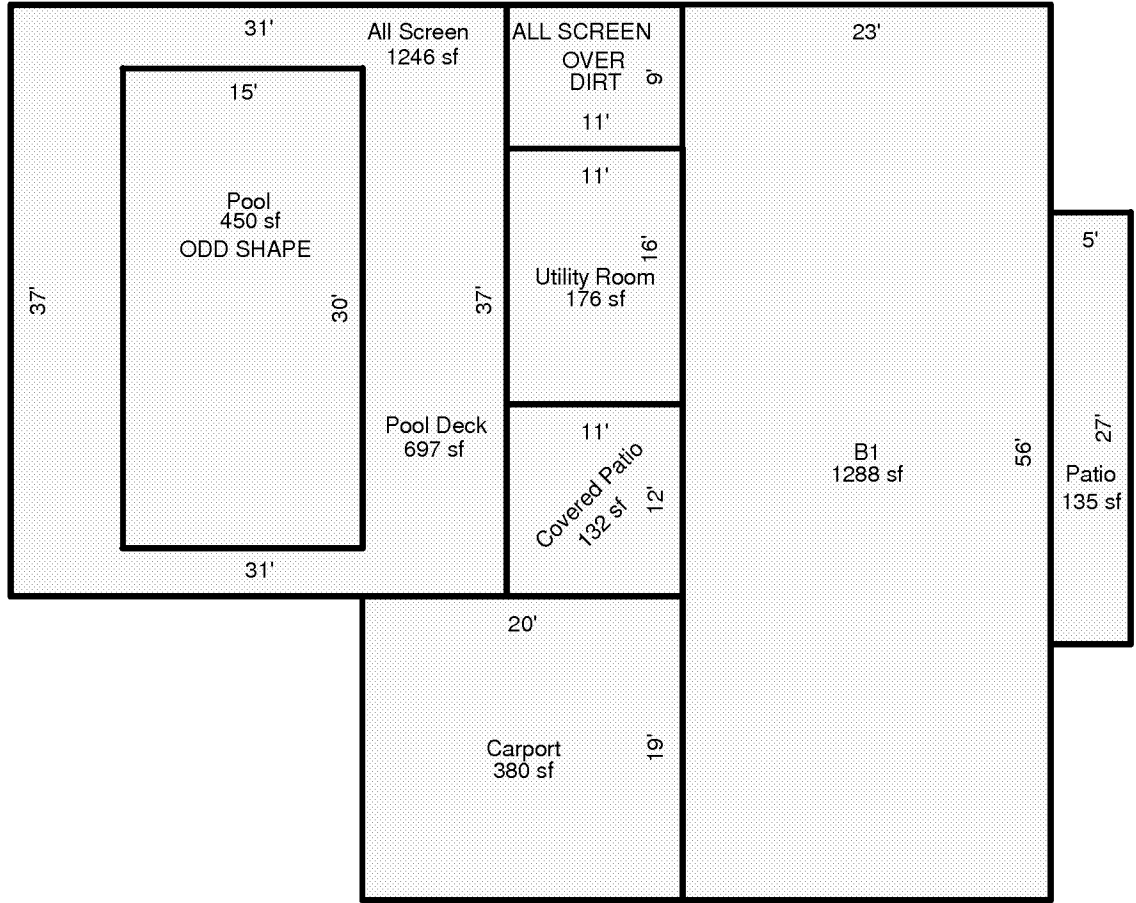 31'
All Screen
1246 sf
15'
Pool
450 sf
ODD SHAPE
37'
30'
37'
Pool Deck
697 sf
31'
ALL SCREEN
OVER
DIRT
9'
11'
11'
16'
Utility Room
176 sf
11'
Covered Patio
132 sf
12'
20'
Carport
380 sf
19'
23'
B1
1288 sf
56'
5'
27'
Patio
135 sf